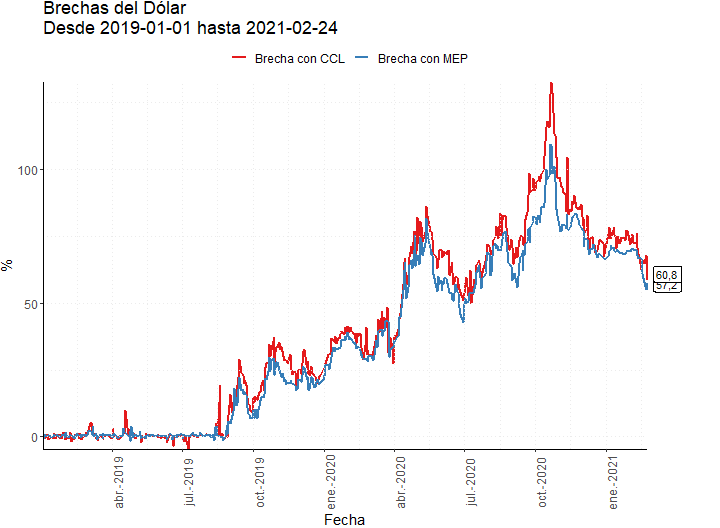 Brechas del Dólar
Desde 2019-01-01 hasta 2021-02-24
Brecha con CCL
Brecha con MEP
%
100
50
0
60,8
57,2
abr.-2019
jul.-2019
oct.-2019
ene.-2020
abr.-2020
jul.-2020
oct.-2020
ene.-2021
Fecha